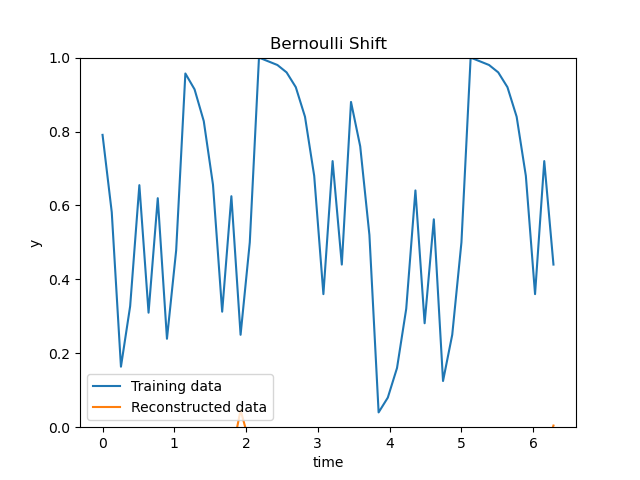 Bernoulli Shift
1.0
0.8
0.6
0.4
0.2
0.0
y
Training data
Reconstructed data
0 1 2 3 4 5 6
time